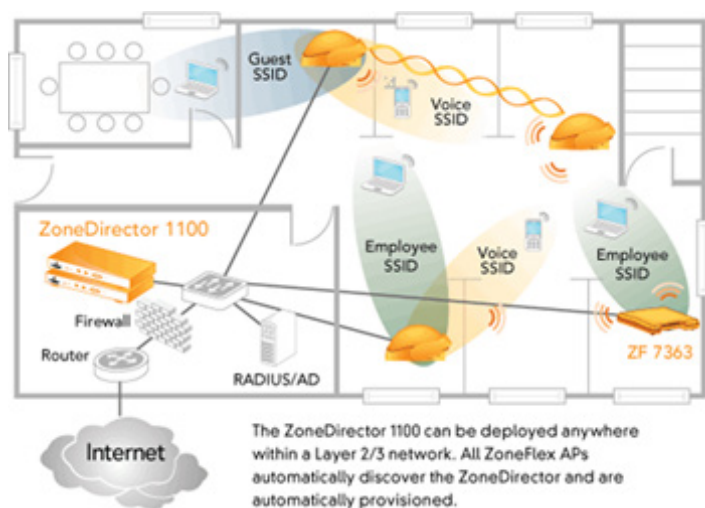 Guest
SSID
Voice
SSID
ZoneDirector 1100
Employee
SSID
Voice
SSID
Employee
SSID
Firewall
Router
RADIUS/AD
ZF 7363
Internet
The ZoneDirector 1100 can be deployed anywhere
within a Layer 2/3 network. All ZoneFlex APs
automatically discover the ZoneDirector and are
automatically provisioned.